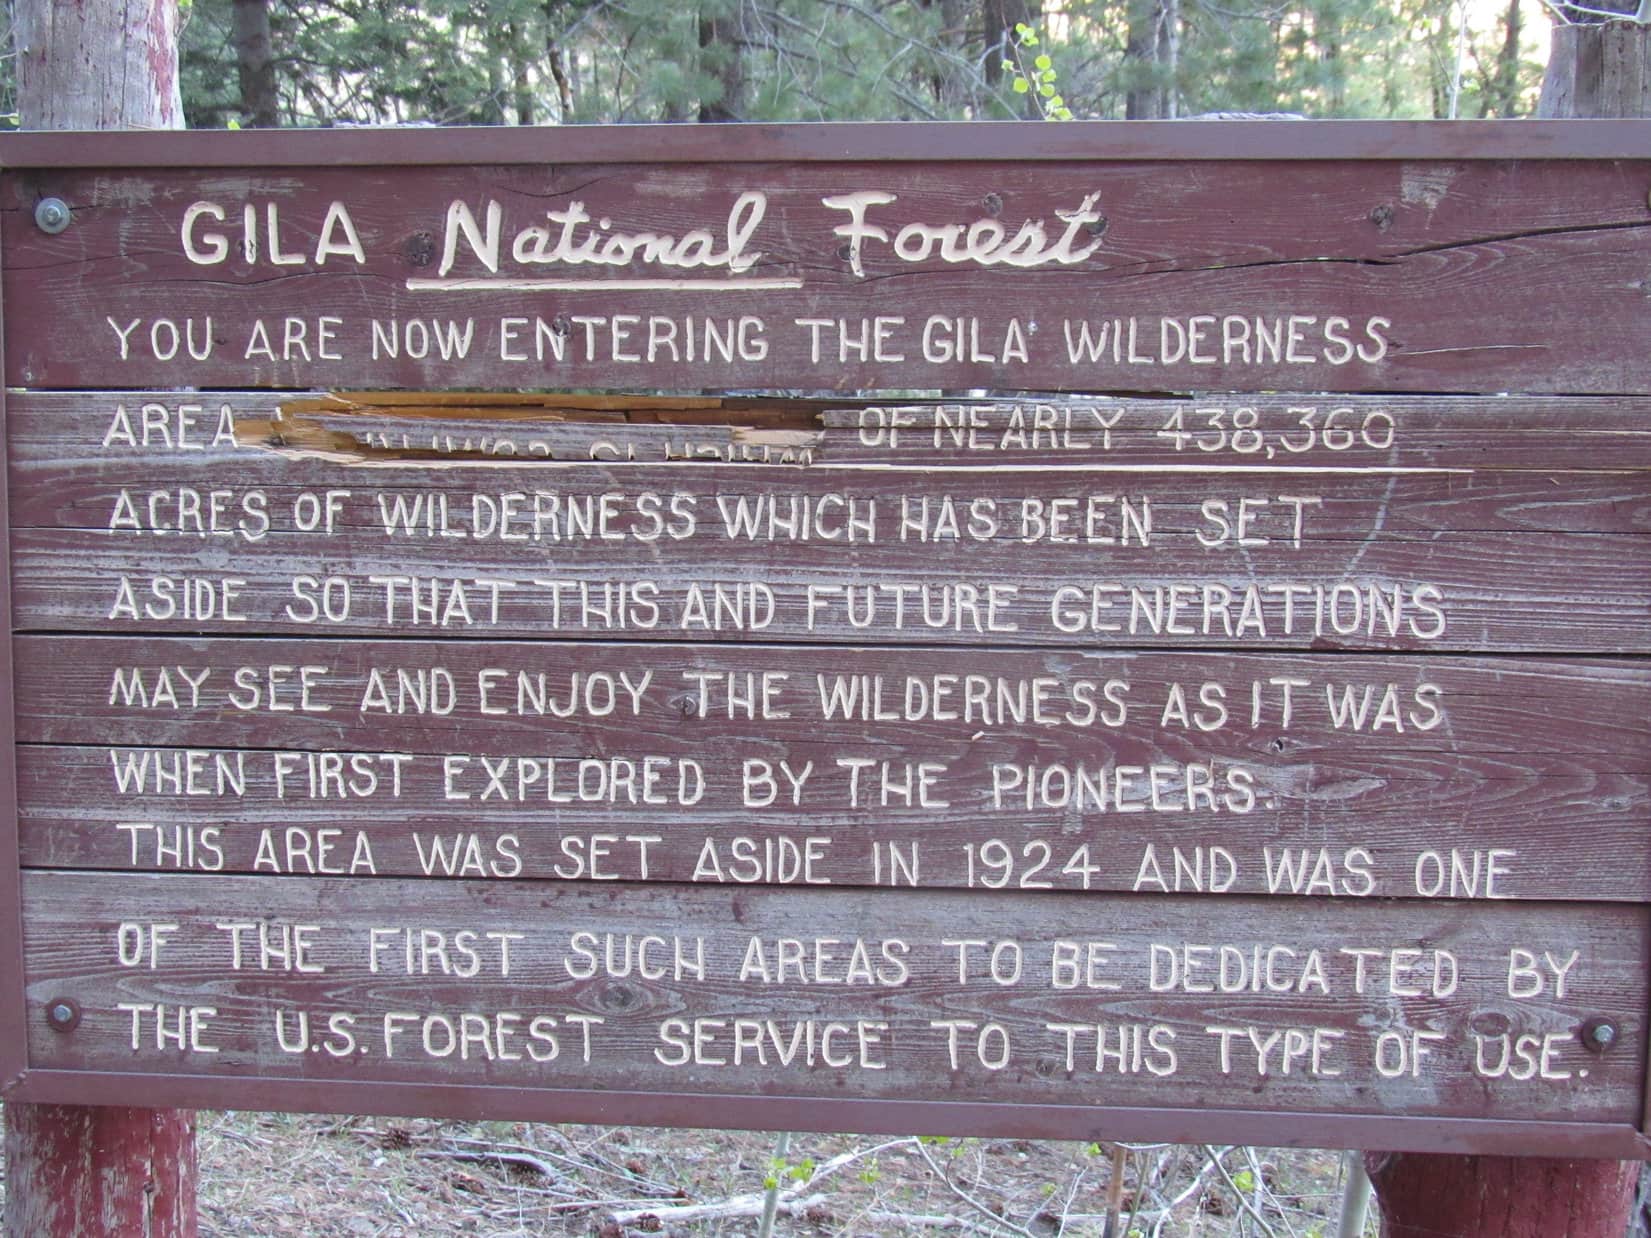 GILA National Forest
YOU ARE NOW ENTERING THE GILA WILDERNESS
AREA OF NEARLY 438,360
ACRES OF WILDERNESS WHICH HAS BEEN SET
ASIDE SO THAT THIS AND FUTURE GENERATIONS
MAY SEE AND ENJOY THE WILDERNESS AS IT WAS
WHEN FIRST EXPLORED BY THE PIONEERS.
THIS AREA WAS SET ASIDE IN 1924 AND WAS ONE
OF THE FIRST SUCH AREAS TO BE DEDICATED BY
THE U.S. FOREST SERVICE TO THIS TYPE OF USE.